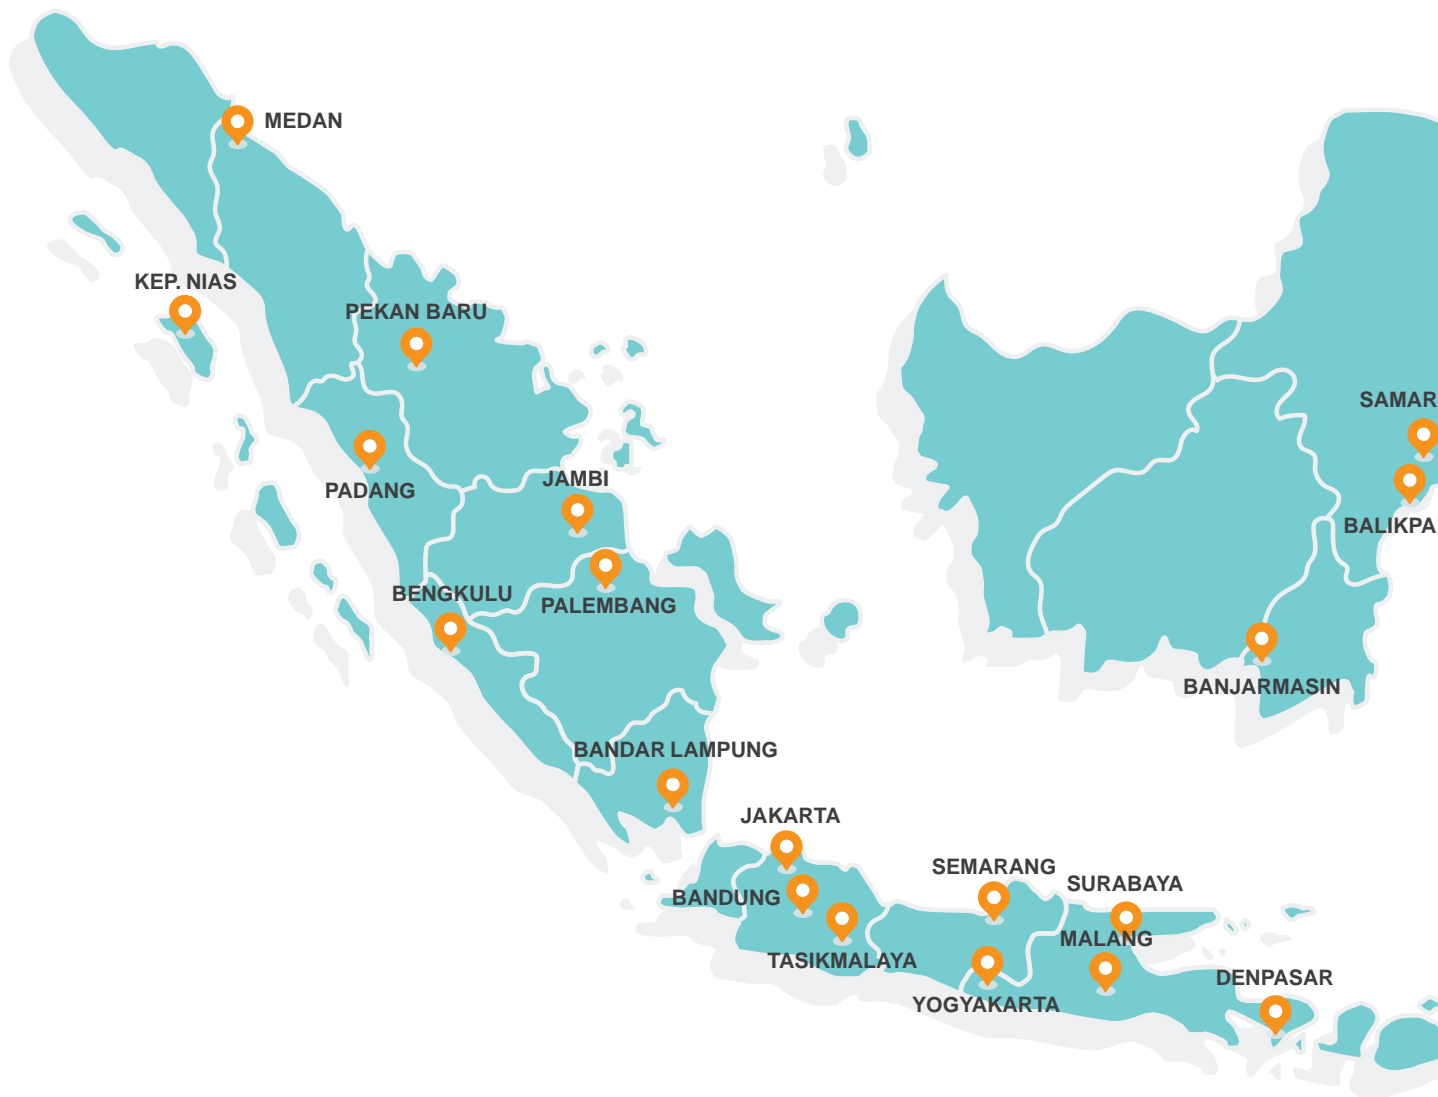 MEDAN
KEP. NIAS
PEKAN BARU
SAMAR
JAMBI
PADANG
BALIKPA
BENGKULU
PALEMBANG
BANJARMASIN
BANDAR LAMPUNG
JAKARTA
SEMARANG
SURABAYA
BANDUNG
MALANG
TASIKMALAYA
DENPASAR
YOGYAKARTA